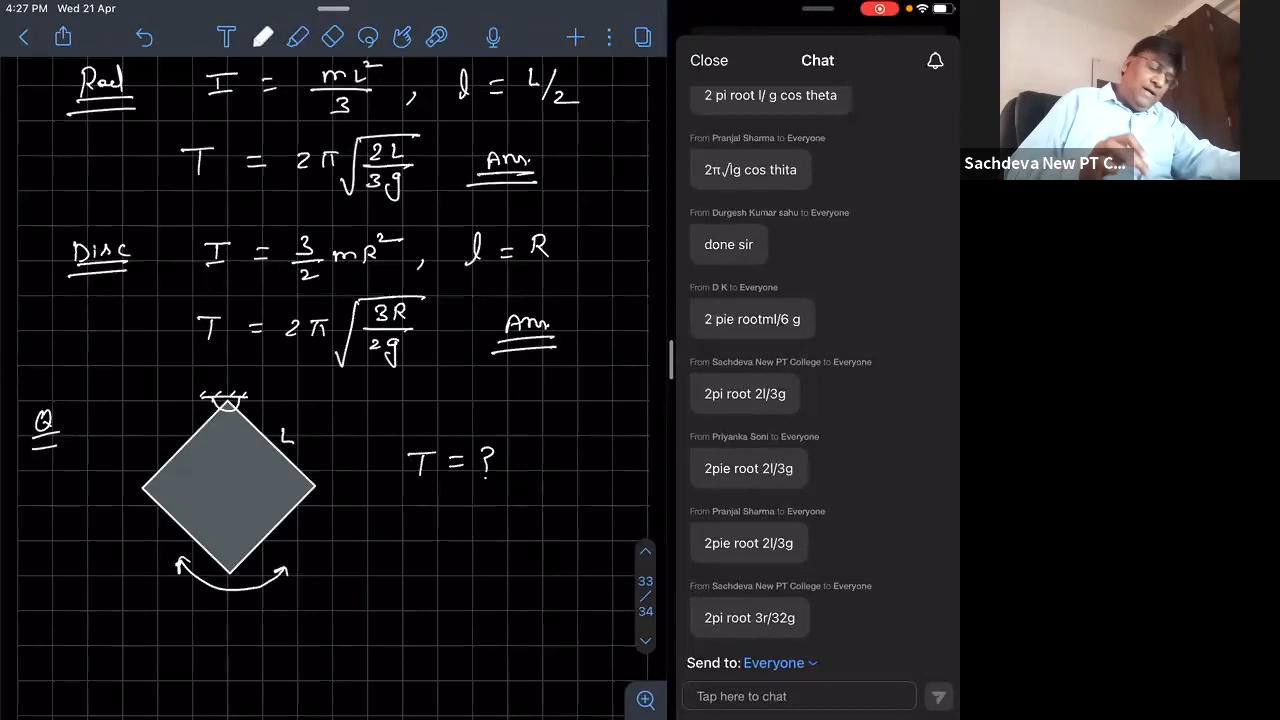 4:27 PM Wed 21 Apr
Rod I = mL²/3 , l = L/2
T = 2π√(2L/3g) Ans.
Disc I = 3/2 mR² , l = R
T = 2π√(3R/2g) Ans.
Q
L
T = ?
33
/
34
Close Chat
2 pi root l/ g cos theta
From Pranjal Sharma to Everyone
2π√lg cos thita
From Durgesh Kumar sahu to Everyone
done sir
From D K to Everyone
2 pie rootml/6 g
From Sachdeva New PT College to Everyone
2pi root 2l/3g
From Priyanka Soni to Everyone
2pie root 2l/3g
From Pranjal Sharma to Everyone
2pie root 2l/3g
From Sachdeva New PT College to Everyone
2pi root 3r/32g
Send to: Everyone
Tap here to chat
Sachdeva New PT C...